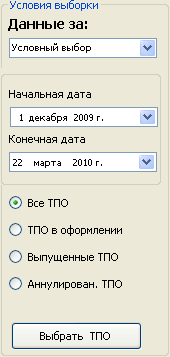 Условия выборки
Данные за:
Условный выбор
Начальная дата
1 декабря 2009 г.
Конечная дата
22 марта 2010 г.
Все ТПО
ТПО в оформлении
Выпущенные ТПО
Аннулирован. ТПО
Выбрать ТПО